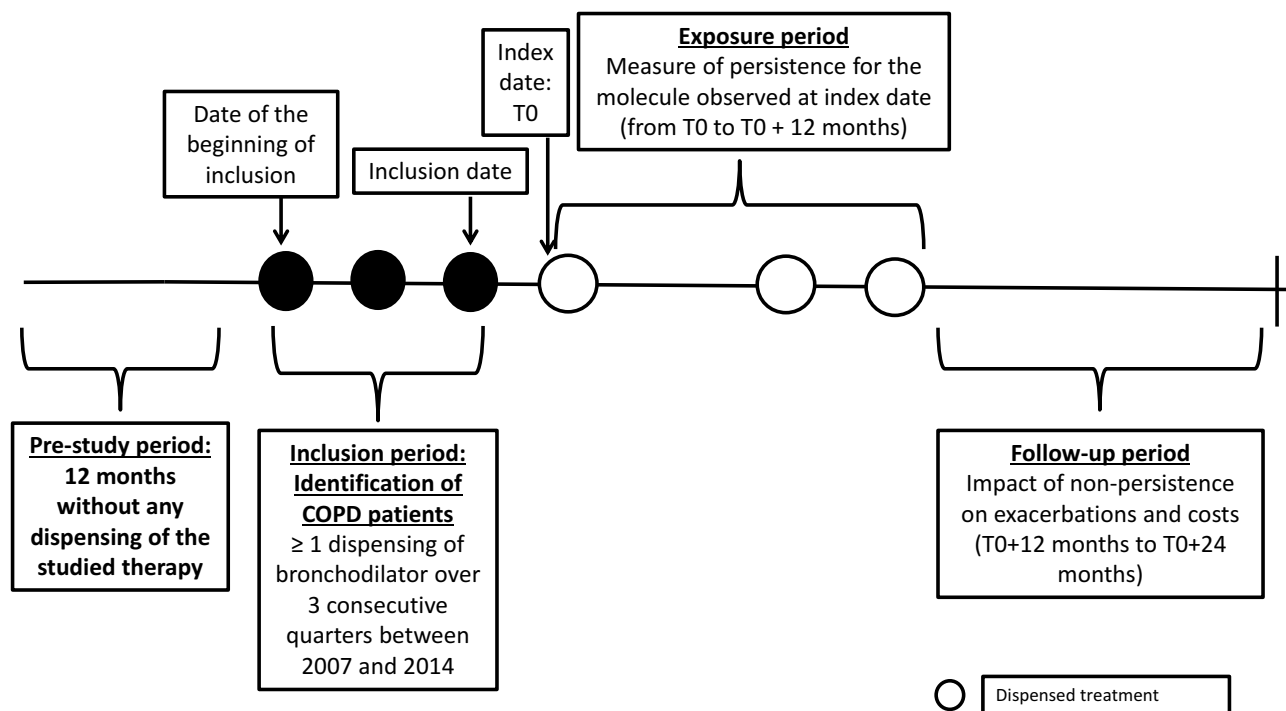 Date of the
beginning of
inclusion
Inclusion date
Index
date:
T0
Exposure period
Measure of persistence for the
molecule observed at index date
(from T0 to T0 + 12 months)
Pre-study period:
12 months
without any
dispensing of the
studied therapy
Inclusion period:
Identification of
COPD patients
≥ 1 dispensing of
bronchodilator over
3 consecutive
quarters between
2007 and 2014
Follow-up period
Impact of non-persistence
on exacerbations and costs
(T0+12 months to T0+24
months)
Dispensed treatment